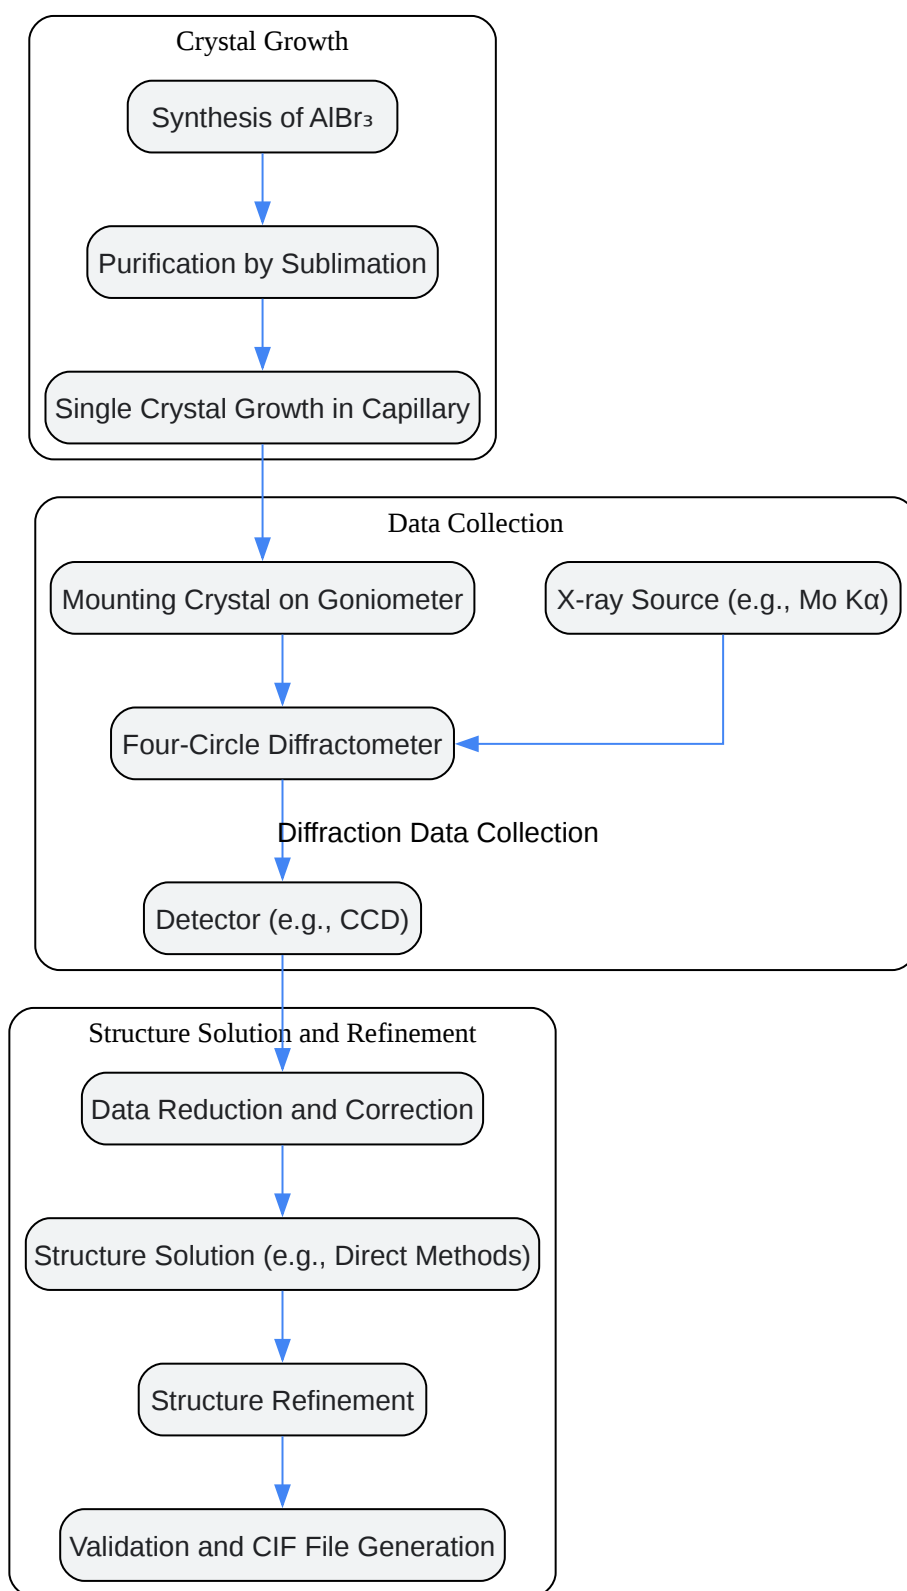 Crystal Growth
Synthesis of AlBr₃
Purification by Sublimation
Single Crystal Growth in Capillary
Data Collection
Mounting Crystal on Goniometer
X-ray Source (e.g., Mo Kα)
Four-Circle Diffractometer
Diffraction Data Collection
Detector (e.g., CCD)
Structure Solution and Refinement
Data Reduction and Correction
Structure Solution (e.g., Direct Methods)
Structure Refinement
Validation and CIF File Generation